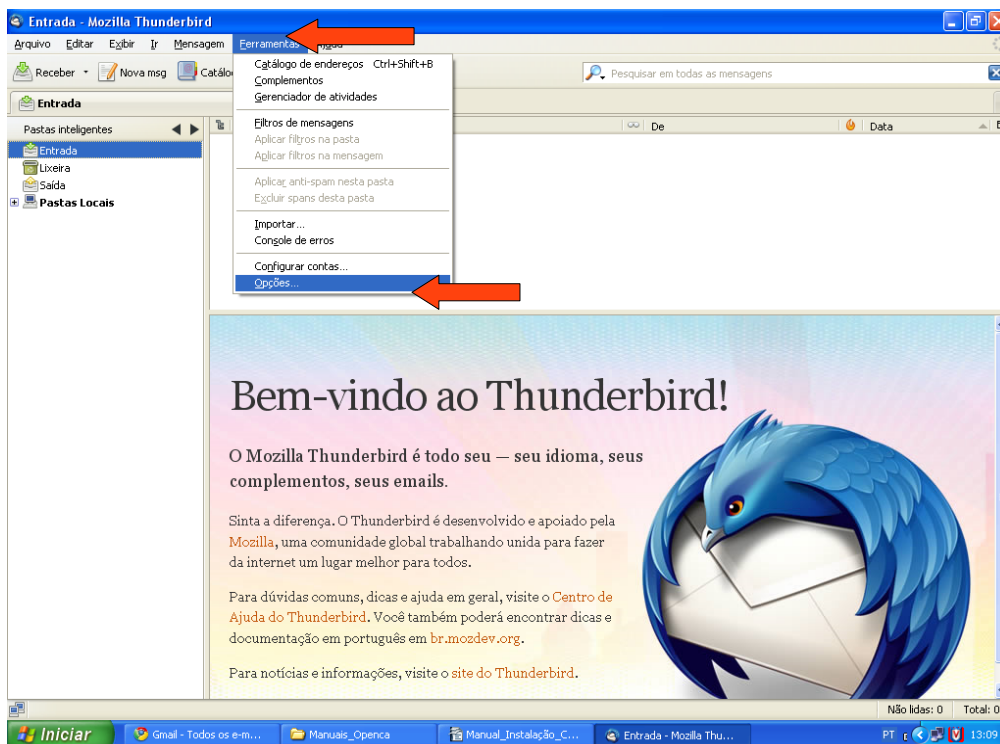 Entrada - Mozilla Thunderbird
Arquivo Editar Exibir Ir Mensagem Ferramentas
Receber Nova msg
Pesquisar em todas as mensagens
Entrada
Catálogo de endereços Ctrl+Shift+B
Complementos
Gerenciador de atividades
Filtros de mensagens
Aplicar filtros na pasta
Aplicar filtros na mensagem
Aplicar anti-spam nesta pasta
Excluir spans desta pasta
Importar...
Console de erros
Configurar contas...
Opções...
Pastas inteligentes
Entrada
Lixeira
Saída
Pastas Locais
De Data
Bem-vindo ao Thunderbird!
O Mozilla Thunderbird é todo seu — seu idioma, seus
complementos, seus emails.
Sinta a diferença. O Thunderbird é desenvolvido e apoiado pela
Mozilla, uma comunidade global trabalhando unida para fazer
da internet um lugar melhor para todos.
Para dúvidas comuns, dicas e ajuda em geral, visite o Centro de
Ajuda do Thunderbird. Você também poderá encontrar dicas e
documentação em português em br.mozdev.org.
Para notícias e informações, visite o site do Thunderbird.
Não lidas: 0 Total: 0
Iniciar Gmail - Todos os e-m... Manuais_Openca Manual_Instalação_C... Entrada - Mozilla Thu... PT 13:09